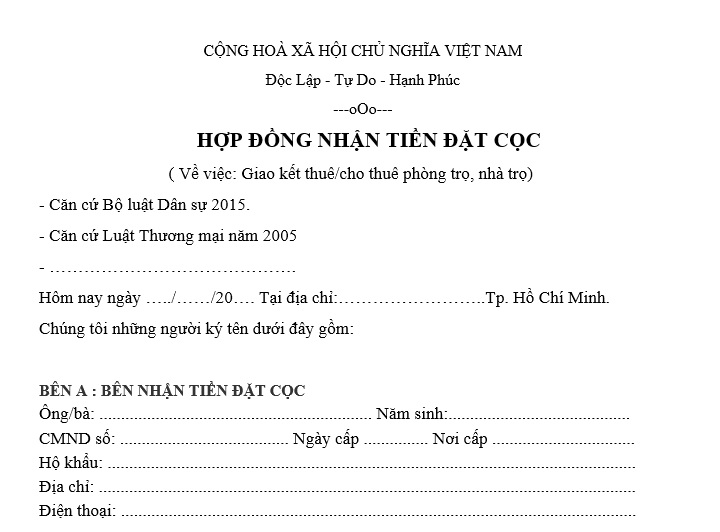 CỘNG HOÀ XÃ HỘI CHỦ NGHĨA VIỆT NAM
Độc Lập - Tự Do - Hạnh Phúc
---oOo---
HỢP ĐỒNG NHẬN TIỀN ĐẶT CỌC
( Về việc: Giao kết thuê/cho thuê phòng trọ, nhà trọ)
- Căn cứ Bộ luật Dân sự 2015.
- Căn cứ Luật Thương mại năm 2005
- …………………………………….
Hôm nay ngày …../……/20…. Tại địa chỉ:……………………..Tp. Hồ Chí Minh.
Chúng tôi những người ký tên dưới đây gồm:
BÊN A : BÊN NHẬN TIỀN ĐẶT CỌC
Ông/bà: ................................................................ Năm sinh:...........................................
CMND số: ....................................... Ngày cấp ............... Nơi cấp ..................................
Hộ khẩu: .............................................................................................................................
Địa chỉ: ...............................................................................................................................
Điện thoại: ..........................................................................................................................